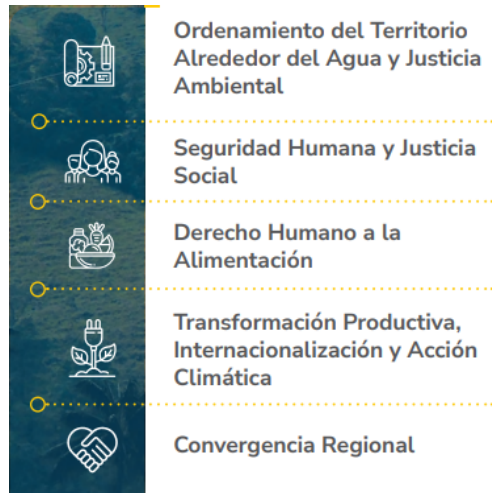 Ordenamiento del Territorio
Alrededor del Agua y Justicia
Ambiental
Seguridad Humana y Justicia
Social
Derecho Humano a la
Alimentación
Transformación Productiva,
Internacionalización y Acción
Climática
Convergencia Regional